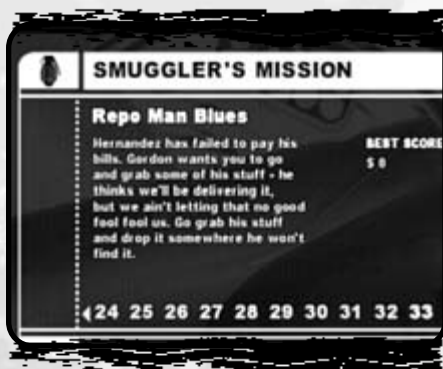 SMUGGLER'S MISSION
Repo Man Blues
Hernandez has failed to pay his
bills. Gordon wants you to go
and grab some of his stuff - he
thinks we'll be delivering it,
but we ain't letting that no good
fool fool us. Go grab his stuff
and drop it somewhere he won't
find it.
BEST SCORE
$ 0
24 25 26 27 28 29 30 31 32 33